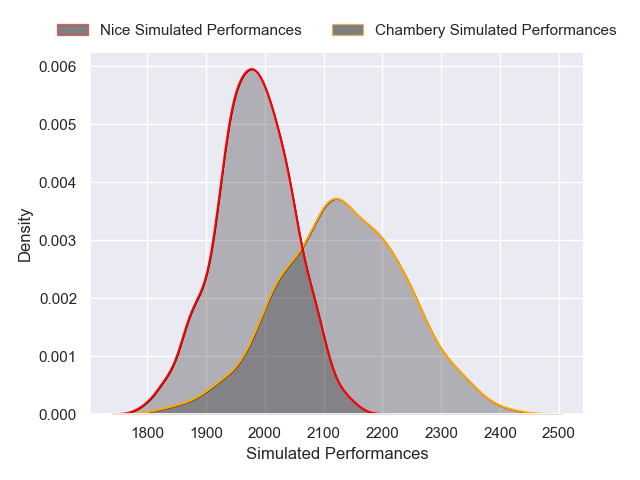 Nice Simulated Performances
Chambery Simulated Performances
0.006
0.005
0.004
0.003
0.002
0.001
0.000
Density
1800 1900 2000 2100 2200 2300 2400 2500
Simulated Performances